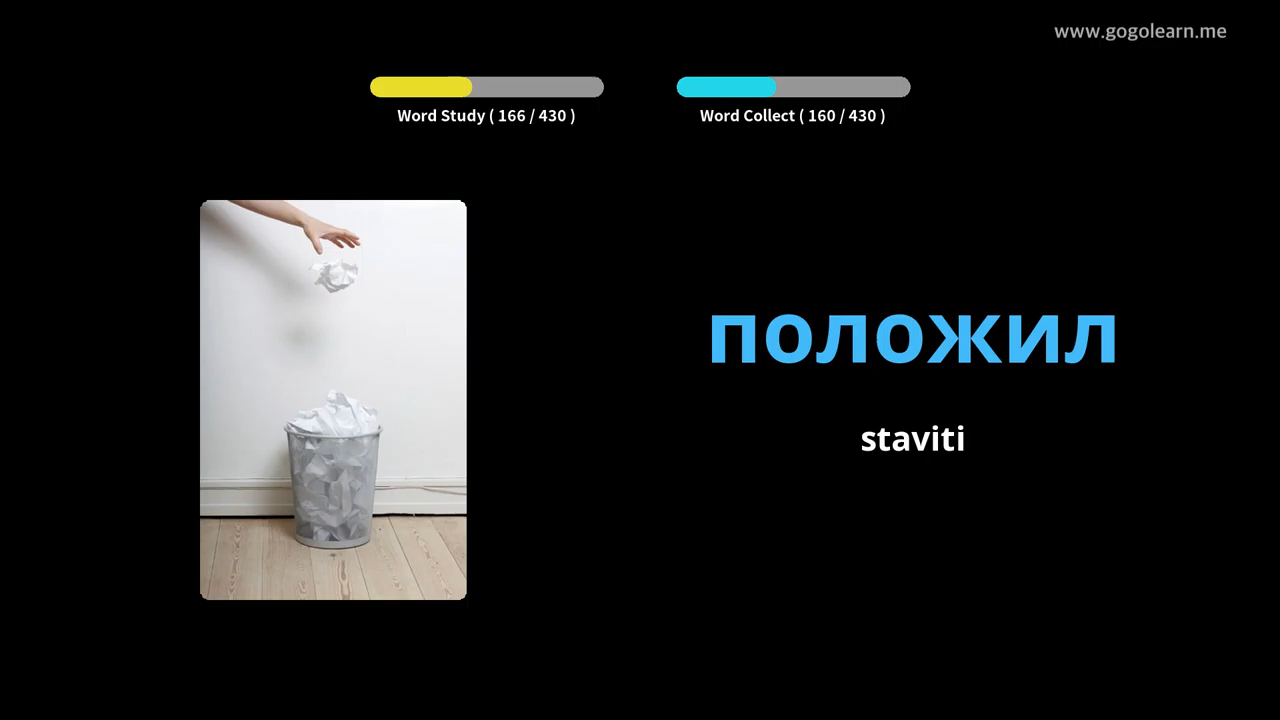 www.gogolearn.me
Word Study ( 166 / 430 )
Word Collect ( 160 / 430 )
положил
staviti